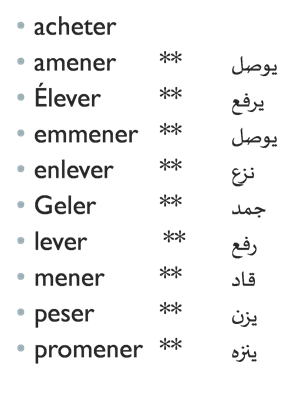 • acheter
• amener ** يوصل
• Élever ** يرفع
• emmener ** يوصل
• enlever ** نزع
• Geler ** جمد
• lever ** رفع
• mener ** قاد
• peser ** يزن
• promener ** ينزه